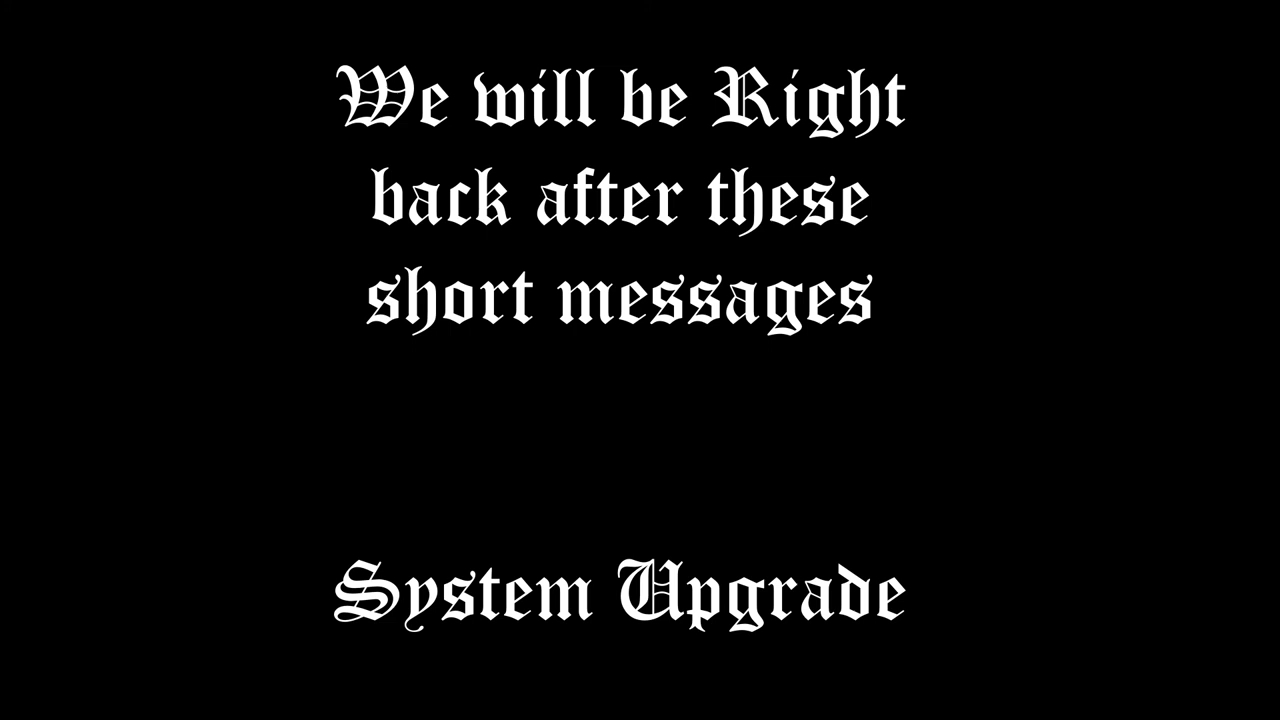 We will be Right
back after these
short messages
System Upgrade